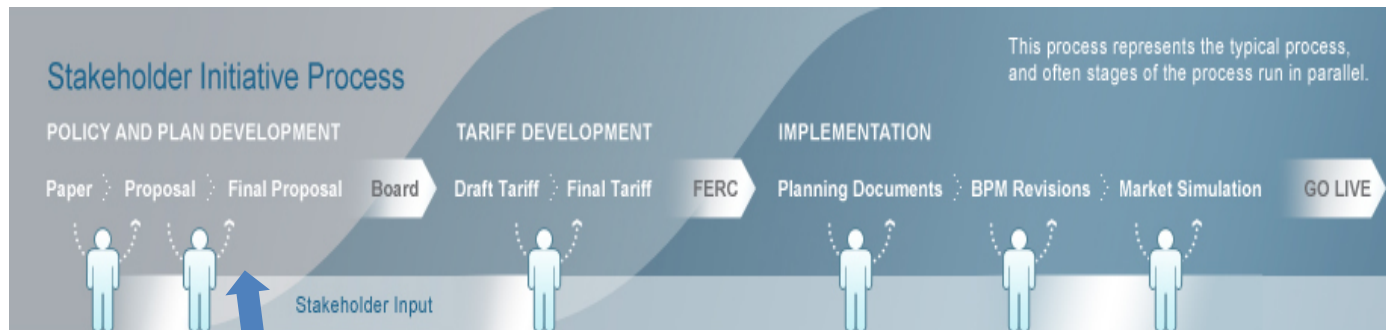 This process represents the typical process,
and often stages of the process run in parallel.
Stakeholder Initiative Process
POLICY AND PLAN DEVELOPMENT TARIFF DEVELOPMENT IMPLEMENTATION
Paper Proposal Final Proposal Board Draft Tariff Final Tariff FERC Planning Documents BPM Revisions Market Simulation GO LIVE
Stakeholder Input